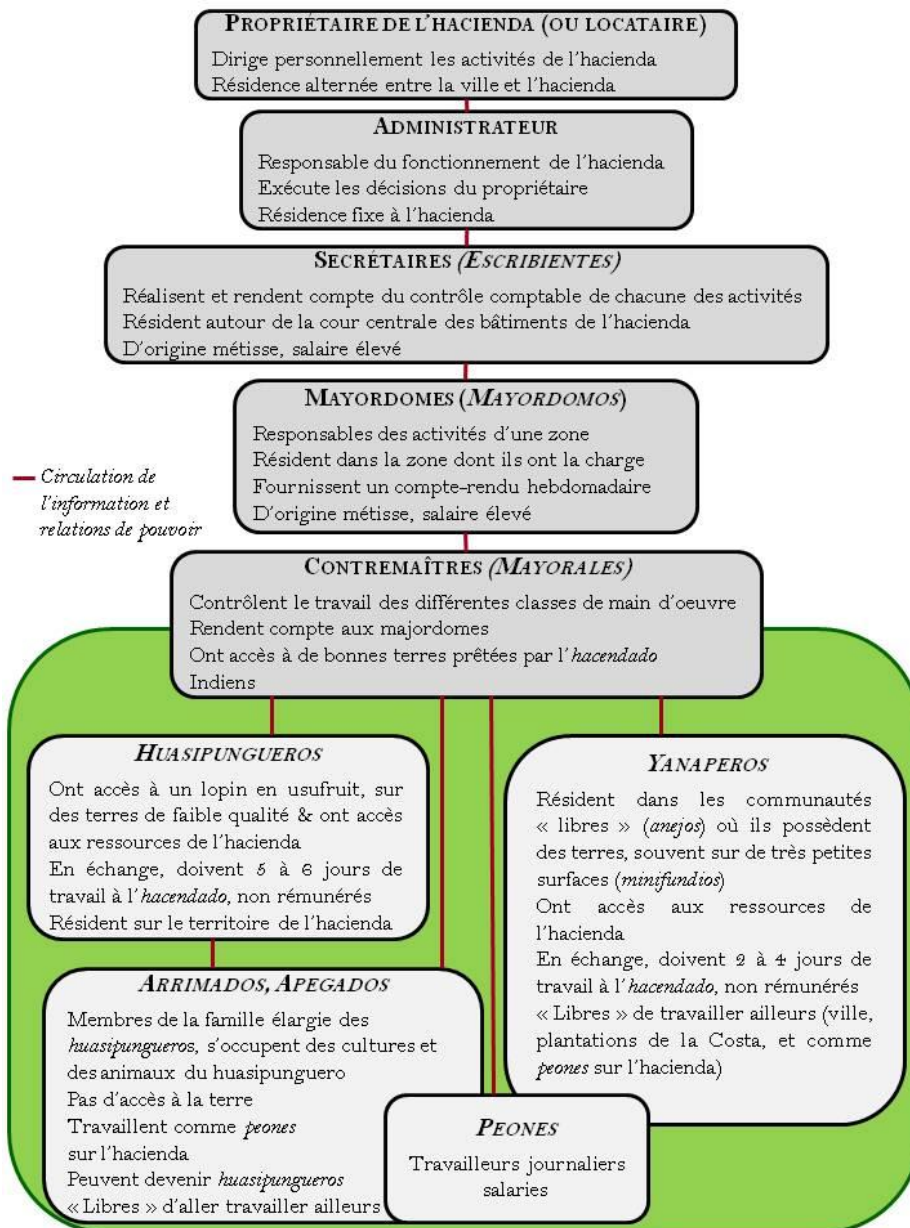 PROPRIÉTAIRE DE L'HACIENDA (OU LOCATAIRE)
Dirige personnellement les activités de l'hacienda
Résidence alternée entre la ville et l'hacienda
ADMINISTRATEUR
Responsable du fonctionnement de l'hacienda
Exécute les décisions du propriétaire
Résidence fixe à l'hacienda
SECRÉTAIRES (ESCRIBIENTES)
Réalisent et rendent compte du contrôle comptable de chacune des activités
Résident autour de la cour centrale des bâtiments de l'hacienda
D'origine métisse, salaire élevé
MAYORDOMES (MAYORDOMOS)
Responsables des activités d'une zone
Résident dans la zone dont ils ont la charge
Fournissent un compte-rendu hebdomadaire
D'origine métisse, salaire élevé
Circulation de
l'information et
relations de pouvoir
CONTREMAÎTRES (MAYORALES)
Contrôlent le travail des différentes classes de main d'oeuvre
Rendent compte aux majordomes
Ont accès à de bonnes terres prêtées par l'hacendado
Indiens
HUASIPUNGUEROS
Ont accès à un lopin en usufruit, sur
des terres de faible qualité & ont accès
aux ressources de l'hacienda
En échange, doivent 5 à 6 jours de
travail à l'hacendado, non rémunérés
Résident sur le territoire de l'hacienda
YANAPEROS
Résident dans les communautés
« libres » (anejos) où ils possèdent
des terres, souvent sur de très petites
surfaces (minifundios)
Ont accès aux ressources de
l'hacienda
En échange, doivent 2 à 4 jours de
travail à l'hacendado, non rémunérés
« Libres » de travailler ailleurs (ville,
plantations de la Costa, et comme
peones sur l'hacienda)
ARRIMADOS, APEGADOS
Membres de la famille élargie des
huasipungueros, s'occupent des cultures et
des animaux du huasipunguero
Pas d'accès à la terre
Travaillent comme peones
sur l'hacienda
Peuvent devenir huasipungueros
« Libres » d'aller travailler ailleurs
PEONES
Travailleurs journaliers
salaries